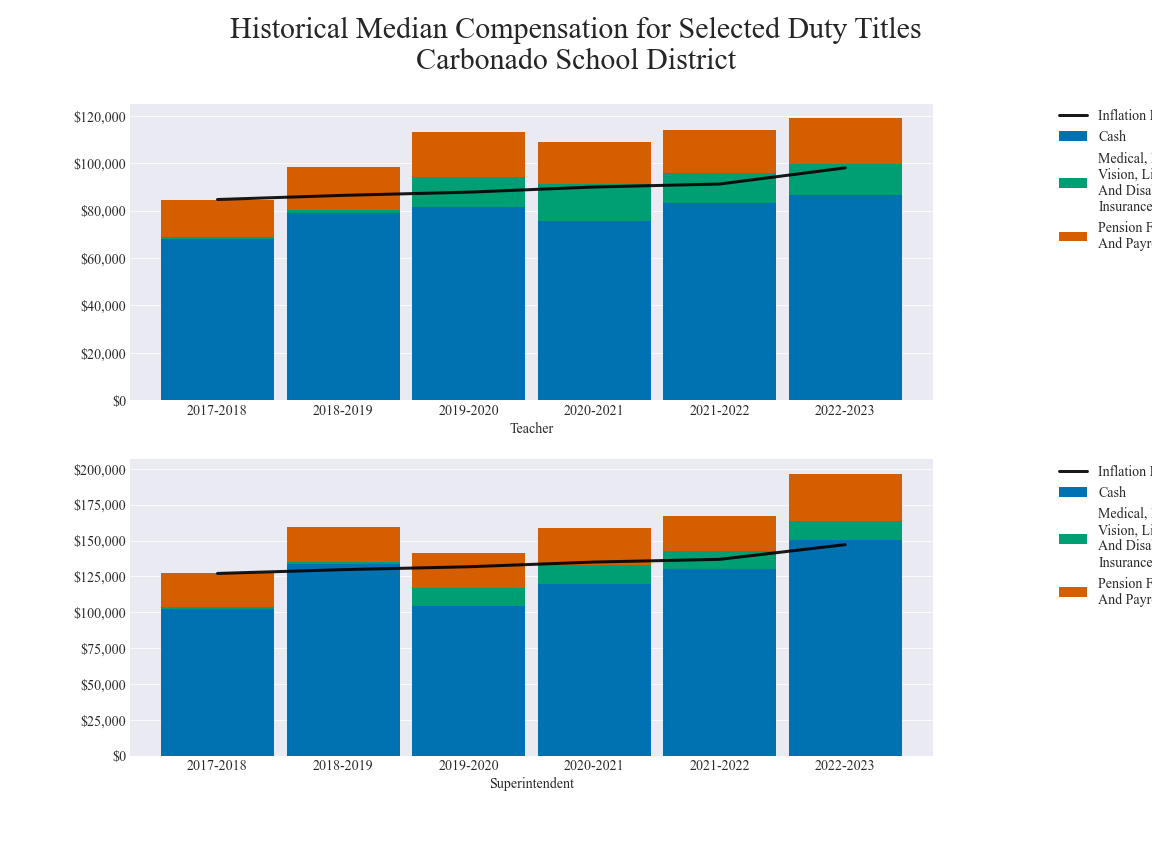 Historical Median Compensation for Selected Duty Titles
Carbonado School District
$120,000
$100,000
$80,000
$60,000
$40,000
$20,000
$0
2017-2018 2018-2019 2019-2020 2020-2021 2021-2022 2022-2023
Teacher
Inflation
Cash
Medical,
Vision,
And
Insurance
Pension
And
$200,000
$175,000
$150,000
$125,000
$100,000
$75,000
$50,000
$25,000
$0
2017-2018 2018-2019 2019-2020 2020-2021 2021-2022 2022-2023
Superintendent
Inflation
Cash
Medical,
Vision,
And
Insurance
Pension
And